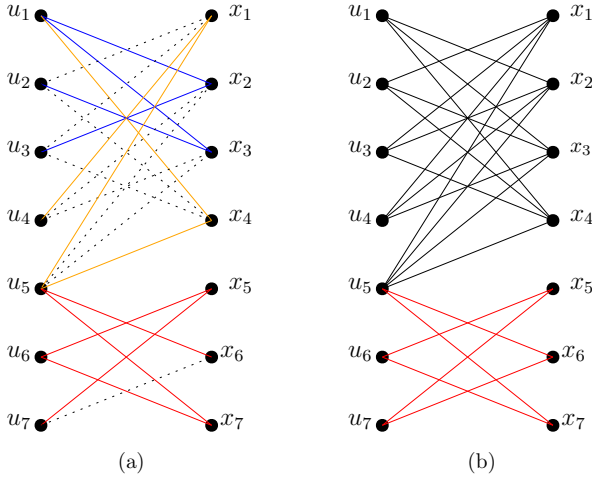 u₁ x₁ u₁ x₁
u₂ x₂ u₂ x₂
u₃ x₃ u₃ x₃
u₄ x₄ u₄ x₄
u₅ x₅ u₅ x₅
u₆ x₆ u₆ x₆
u₇ x₇ u₇ x₇
(a) (b)